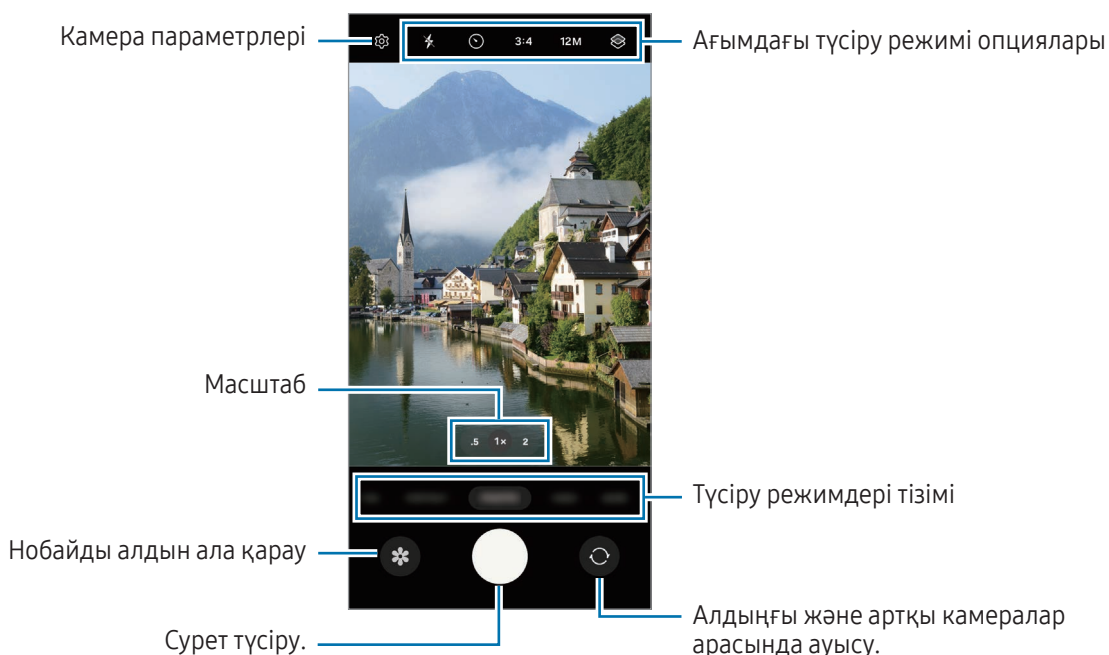 Камера параметрлері
3:4
12M
Ағымдағы түсіру режимі опциялары
Масштаб
.5 1× 2
Түсіру режимдері тізімі
Нобайды алдын ала қарау
Сурет түсіру.
Алдыңғы және артқы камералар
арасында ауысу.